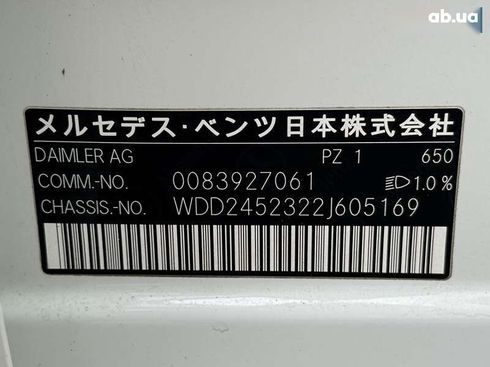 ab.ua
メルセデス・ベンツ日本株式会社
DAIMLER AG PZ 1 650
COMM.-NO. 0083927061 1.0 %
CHASSIS.-NO. WDD2452322J605169